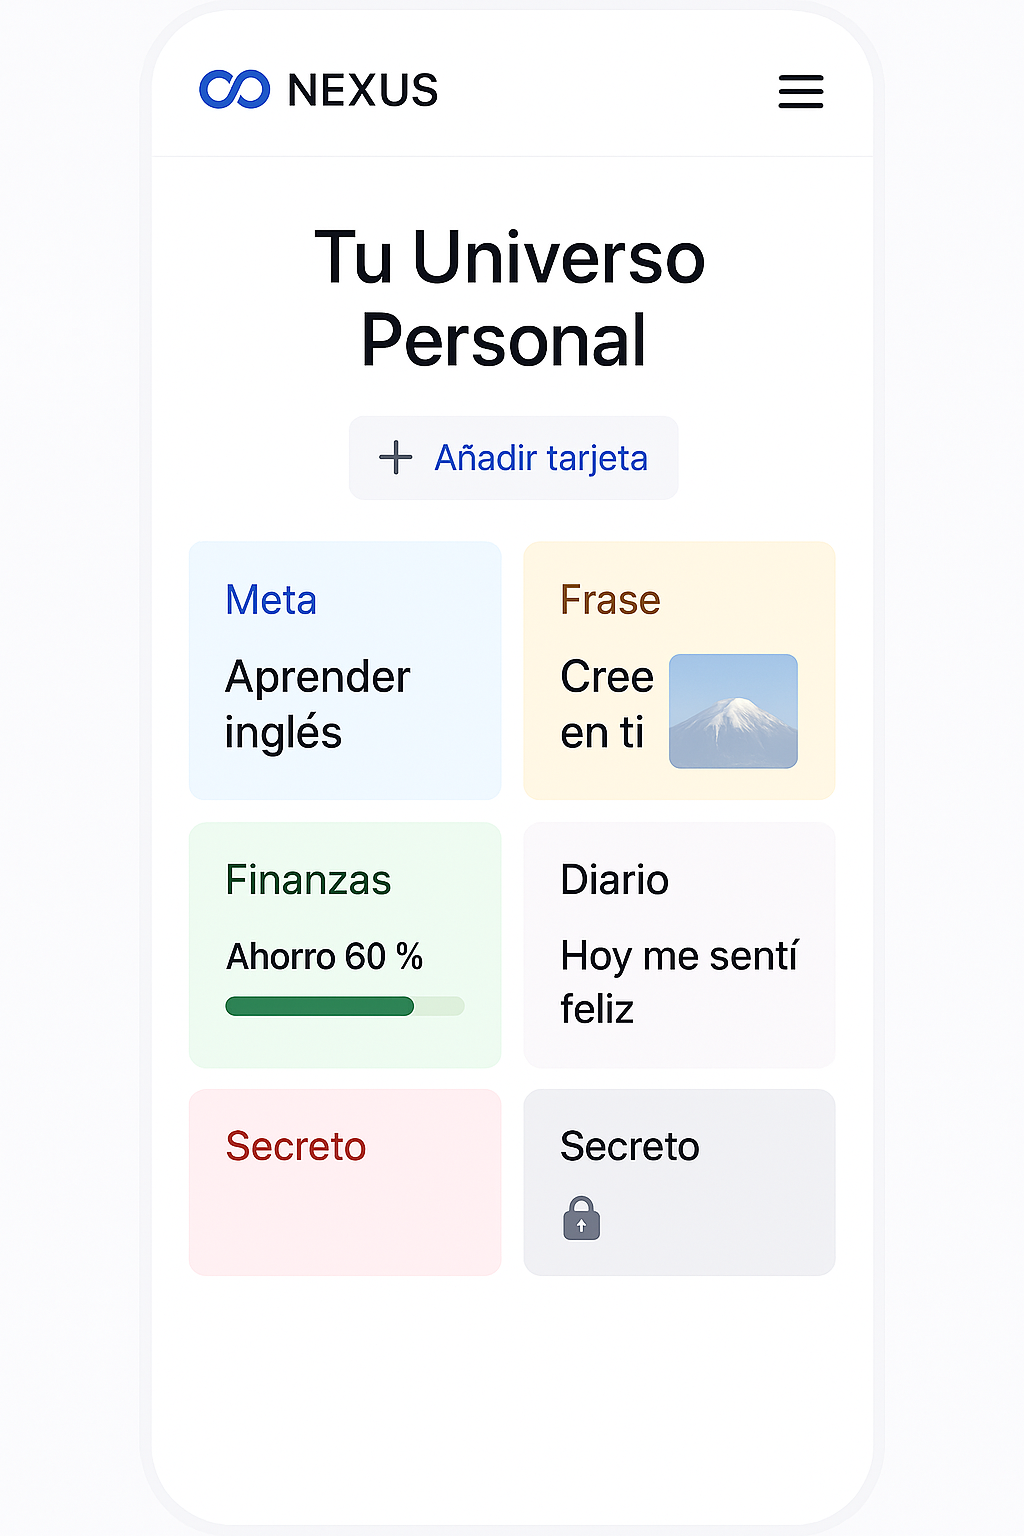 NEXUS
Tu Universo
Personal
Añadir tarjeta
Meta
Aprender
inglés
Frase
Cree
en ti
Finanzas
Ahorro 60 %
Diario
Hoy me sentí
feliz
Secreto
Secreto